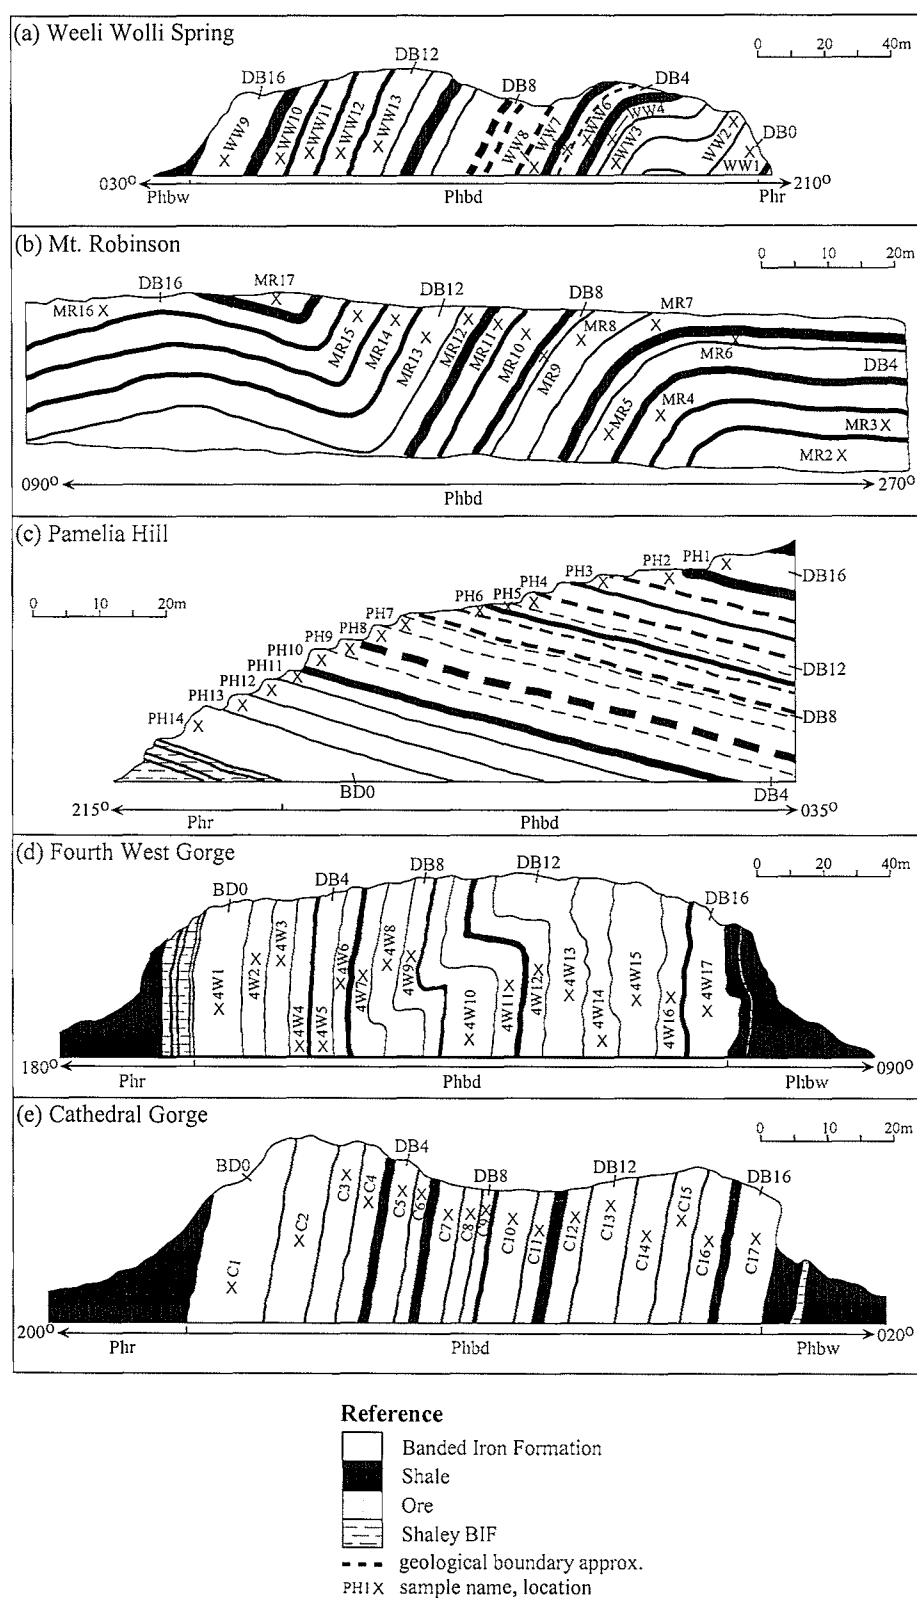 (a) Weeli Wolli Spring
0 20 40m
DB16 DB12 DB8 DB4 DB0
WW9 WW10 WW11 WW12 WW13 WW8 WW7 WW6 WW4 WW3 WW2 WW1
030° 210°
Phbw Phbd Phr
(b) Mt. Robinson
0 10 20m
DB16 MR17 DB12 DB8 MR7
MR16 MR15 MR14 MR13 MR12 MR11 MR10 MR9 MR8 MR6 DB4
MR5 MR4 MR3 MR2
090° 270°
Phbd
(c) Pamelia Hill
0 10 20m
PH1 PH2 PH3 PH4 PH5 PH6 PH7 PH8 PH9 PH10 PH11 PH12 PH13 PH14
DB16
DB12
DB8
BD0 DB4
215° 035°
Phr Phbd
(d) Fourth West Gorge
0 20 40m
BD0 DB4 DB8 DB12 DB16
4W1 4W2 4W3 4W4 4W5 4W6 4W7 4W8 4W9 4W10 4W11 4W12 4W13 4W14 4W15 4W16 4W17
180° 090°
Phr Phbd Phbw
(e) Cathedral Gorge
0 10 20m
BD0 DB4 DB8 DB12 DB16
C1 C2 C3 C4 C5 C6 C7 C8 C9 C10 C11 C12 C13 C14 C15 C16 C17
200° 020°
Phr Phbd Phbw
Reference
Banded Iron Formation
Shale
Ore
Shaley BIF
geological boundary approx.
PH1X sample name, location